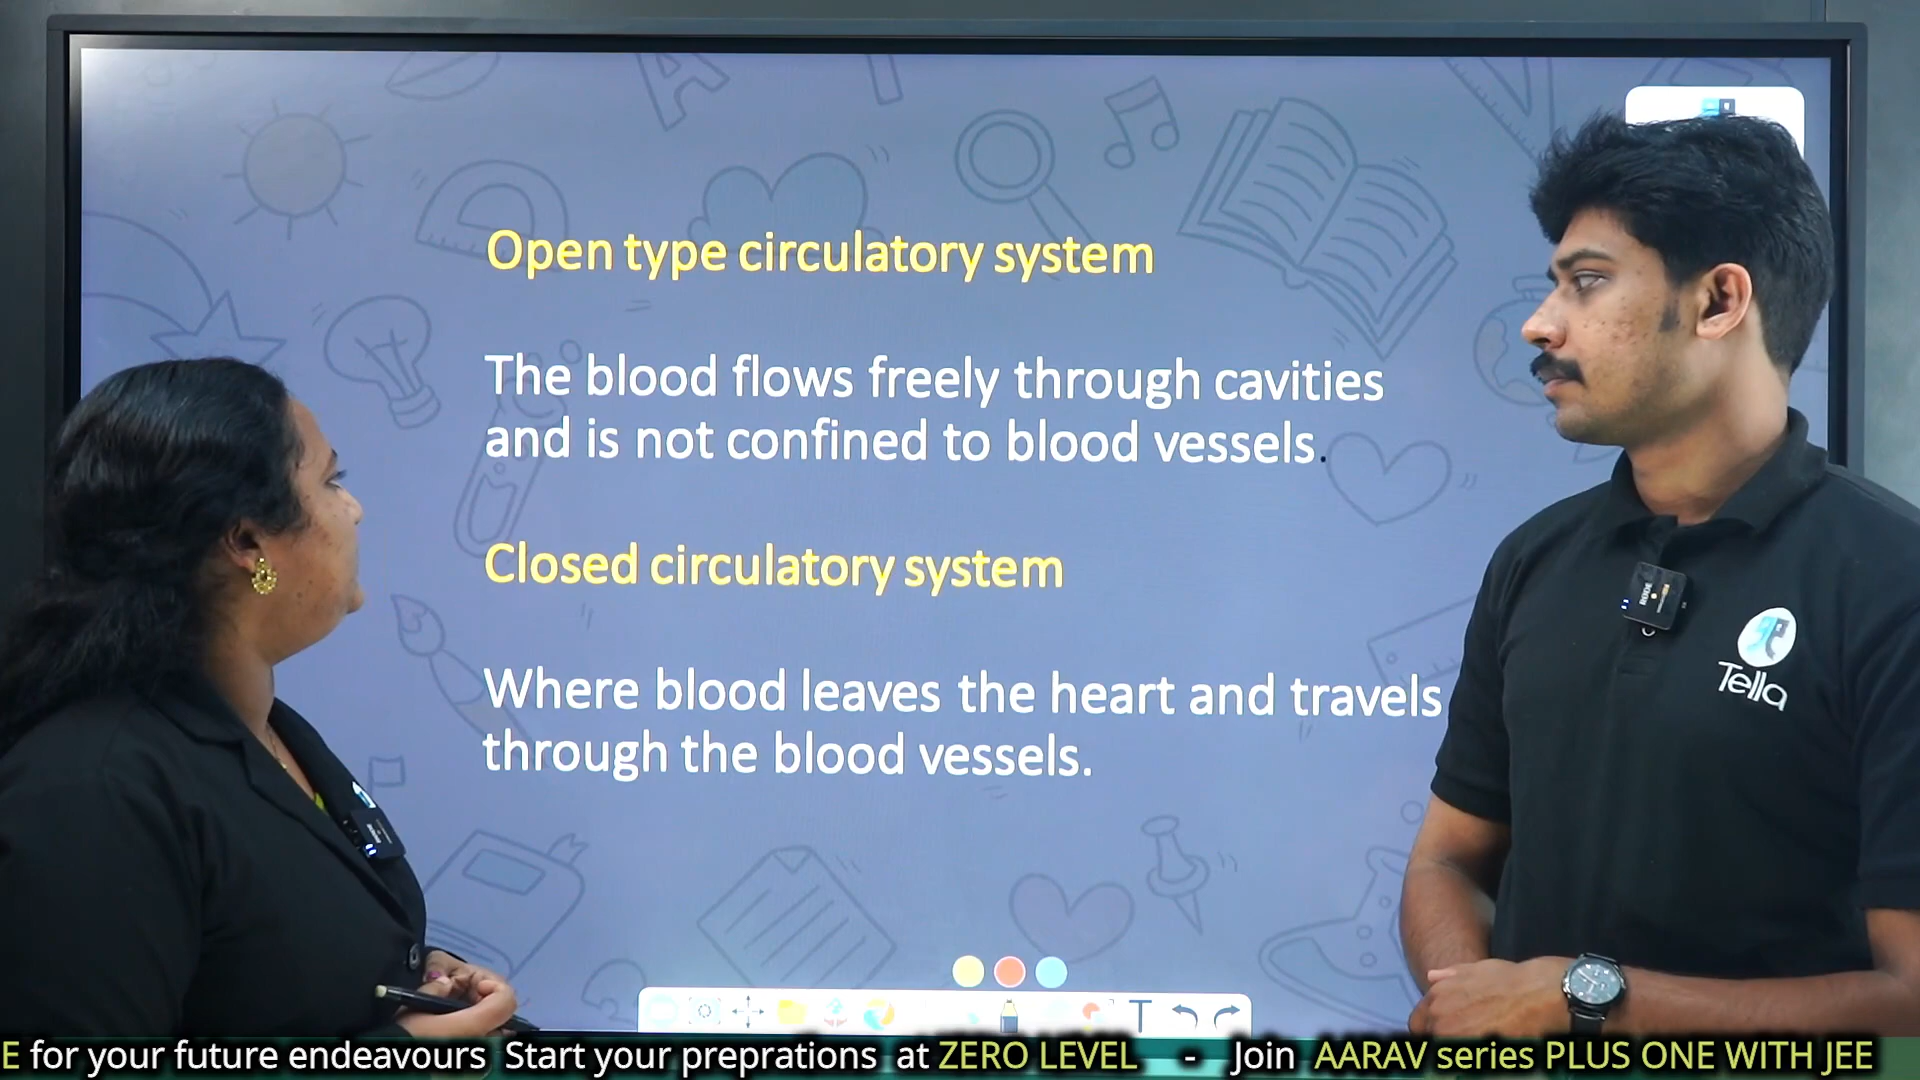 Open type circulatory system
The blood flows freely through cavities
and is not confined to blood vessels.
Closed circulatory system
Where blood leaves the heart and travels
through the blood vessels.
RODE
Tella
T
E for your future endeavours Start your preprations at ZERO LEVEL - Join AARAV series PLUS ONE WITH JEE